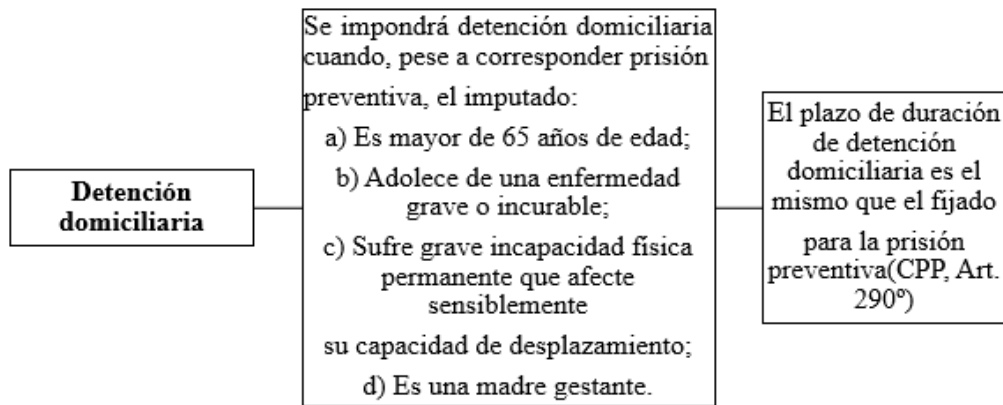 Detención
domiciliaria
Se impondrá detención domiciliaria
cuando, pese a corresponder prisión
preventiva, el imputado:
a) Es mayor de 65 años de edad;
b) Adolece de una enfermedad
grave o incurable;
c) Sufre grave incapacidad física
permanente que afecte
sensiblemente
su capacidad de desplazamiento;
d) Es una madre gestante.
El plazo de duración
de detención
domiciliaria es el
mismo que el fijado
para la prisión
preventiva(CPP, Art.
290º)